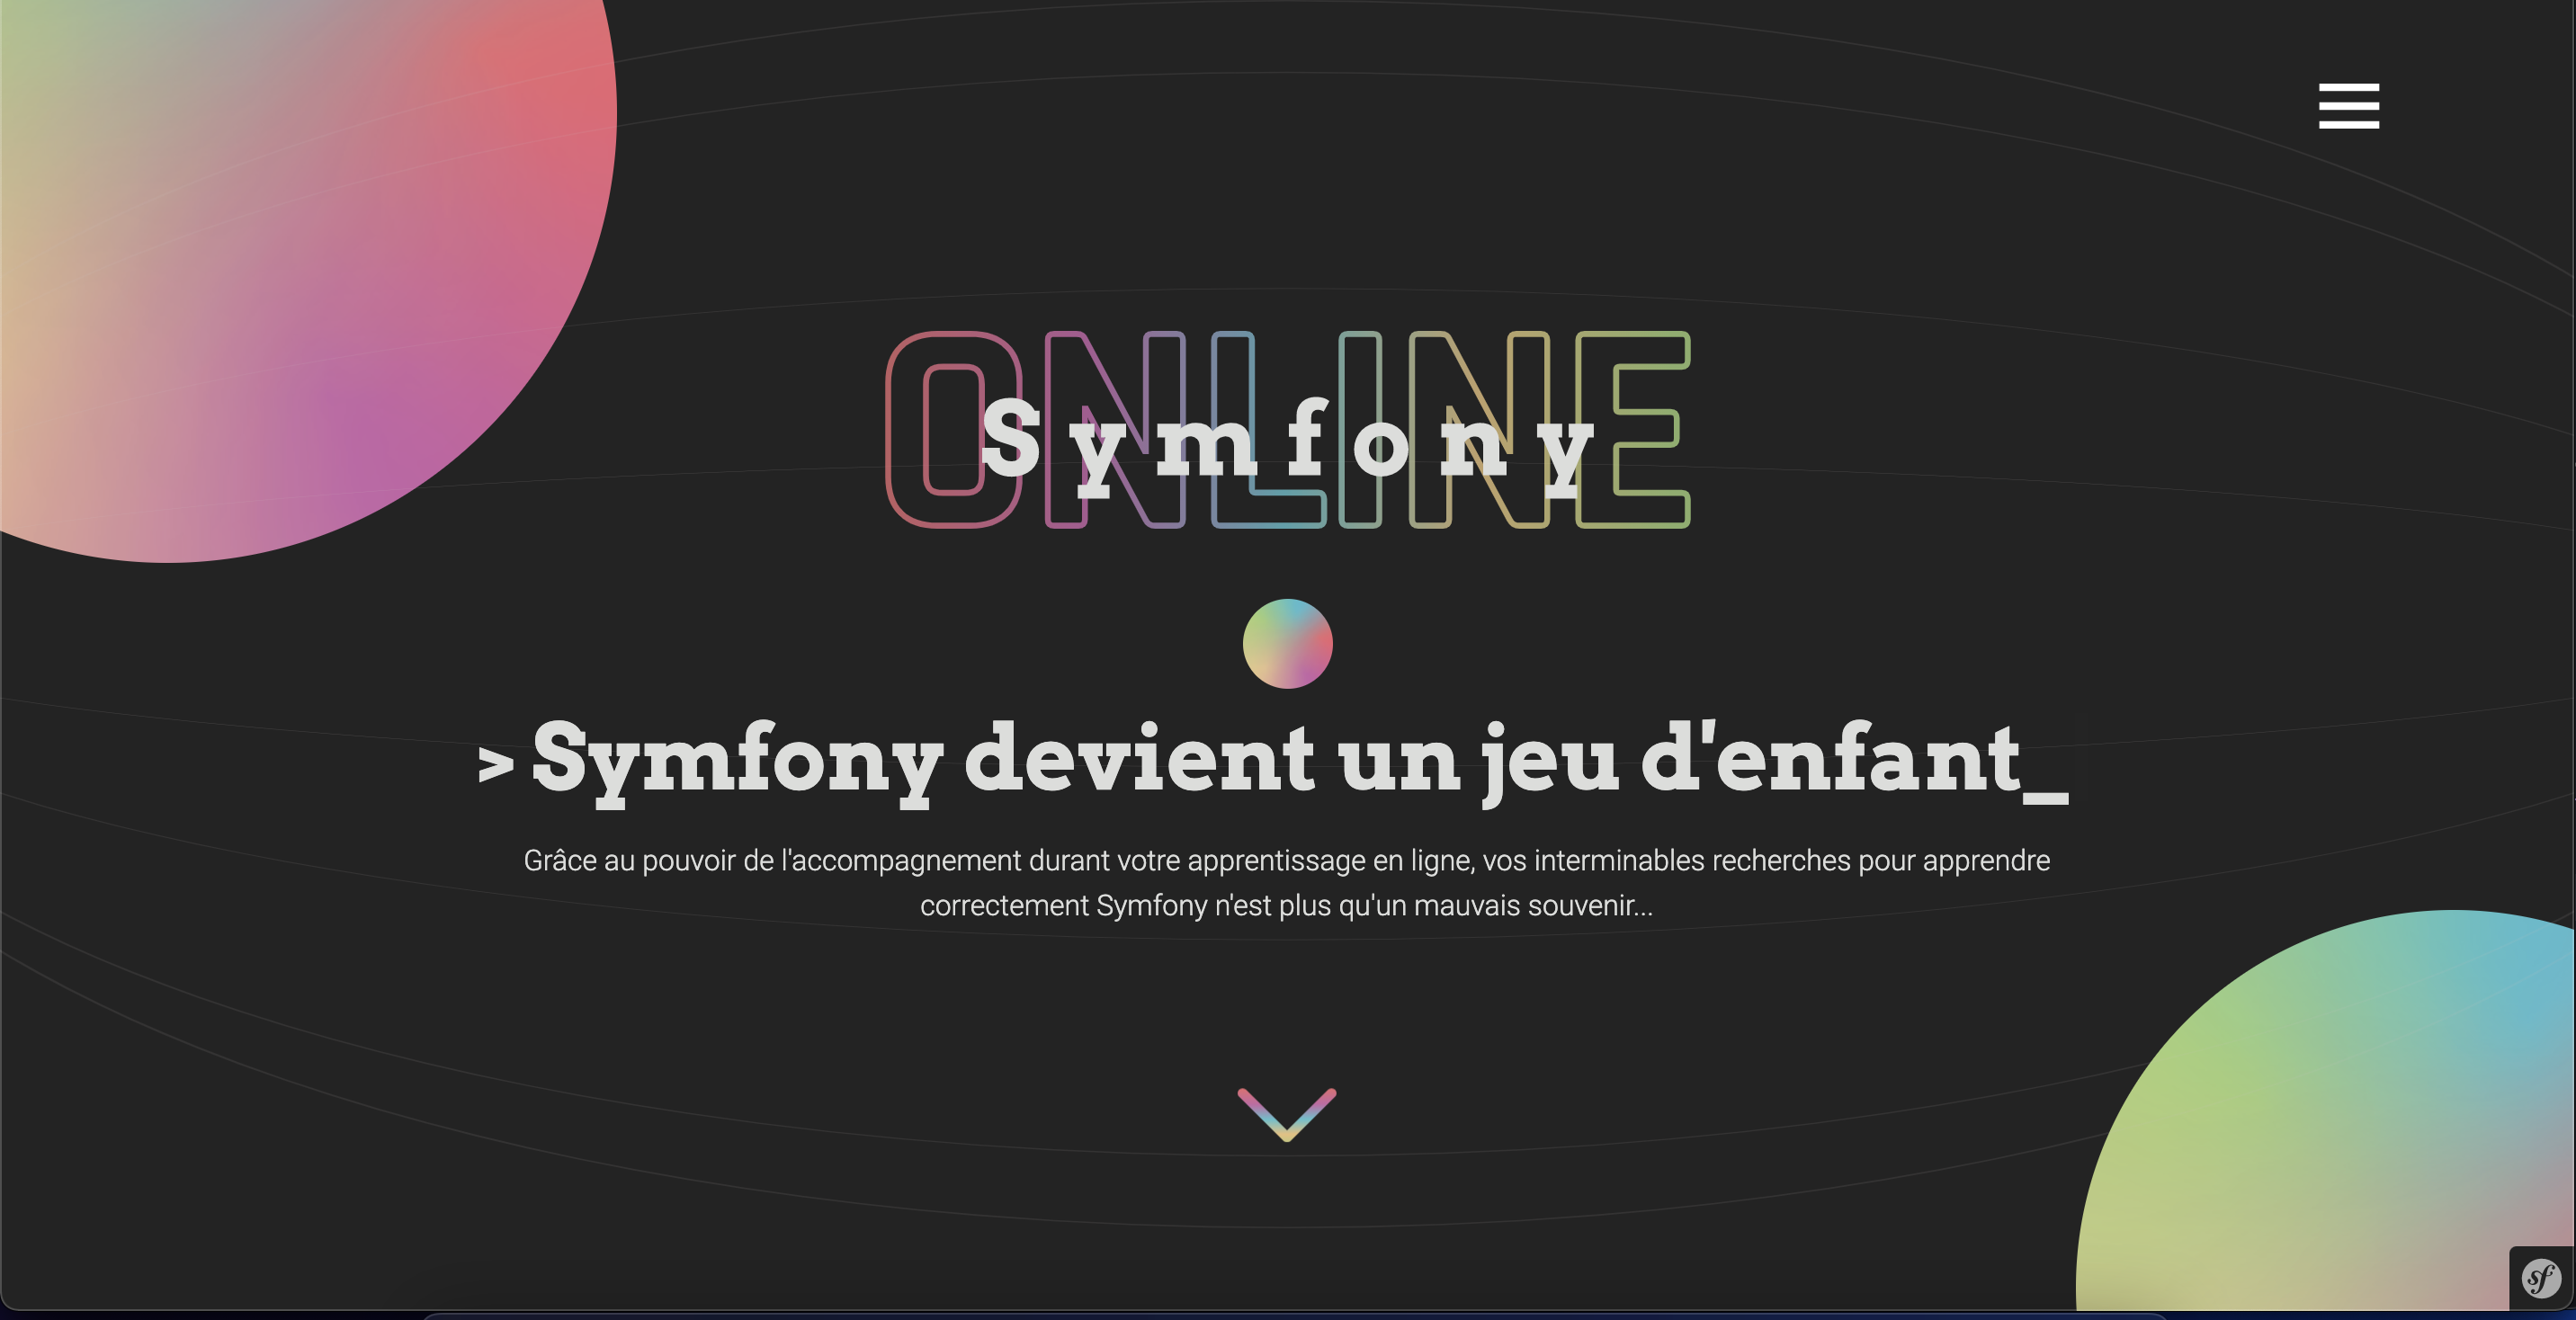 ONLINE
Symfony
> Symfony devient un jeu d'enfant_
Grâce au pouvoir de l'accompagnement durant votre apprentissage en ligne, vos interminables recherches pour apprendre
correctement Symfony n'est plus qu'un mauvais souvenir...
sf